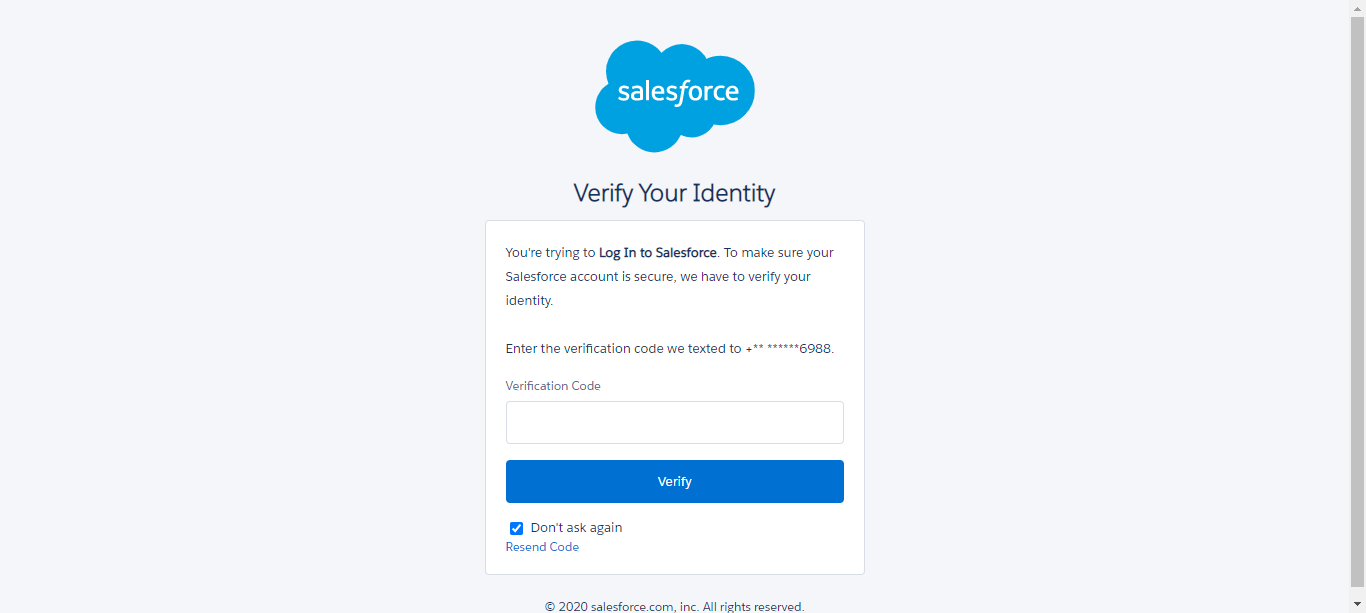 salesforce
Verify Your Identity
You're trying to Log In to Salesforce. To make sure your
Salesforce account is secure, we have to verify your
identity.
Enter the verification code we texted to +** ******6988.
Verification Code
Verify
Don't ask again
Resend Code
© 2020 salesforce.com, inc. All rights reserved.